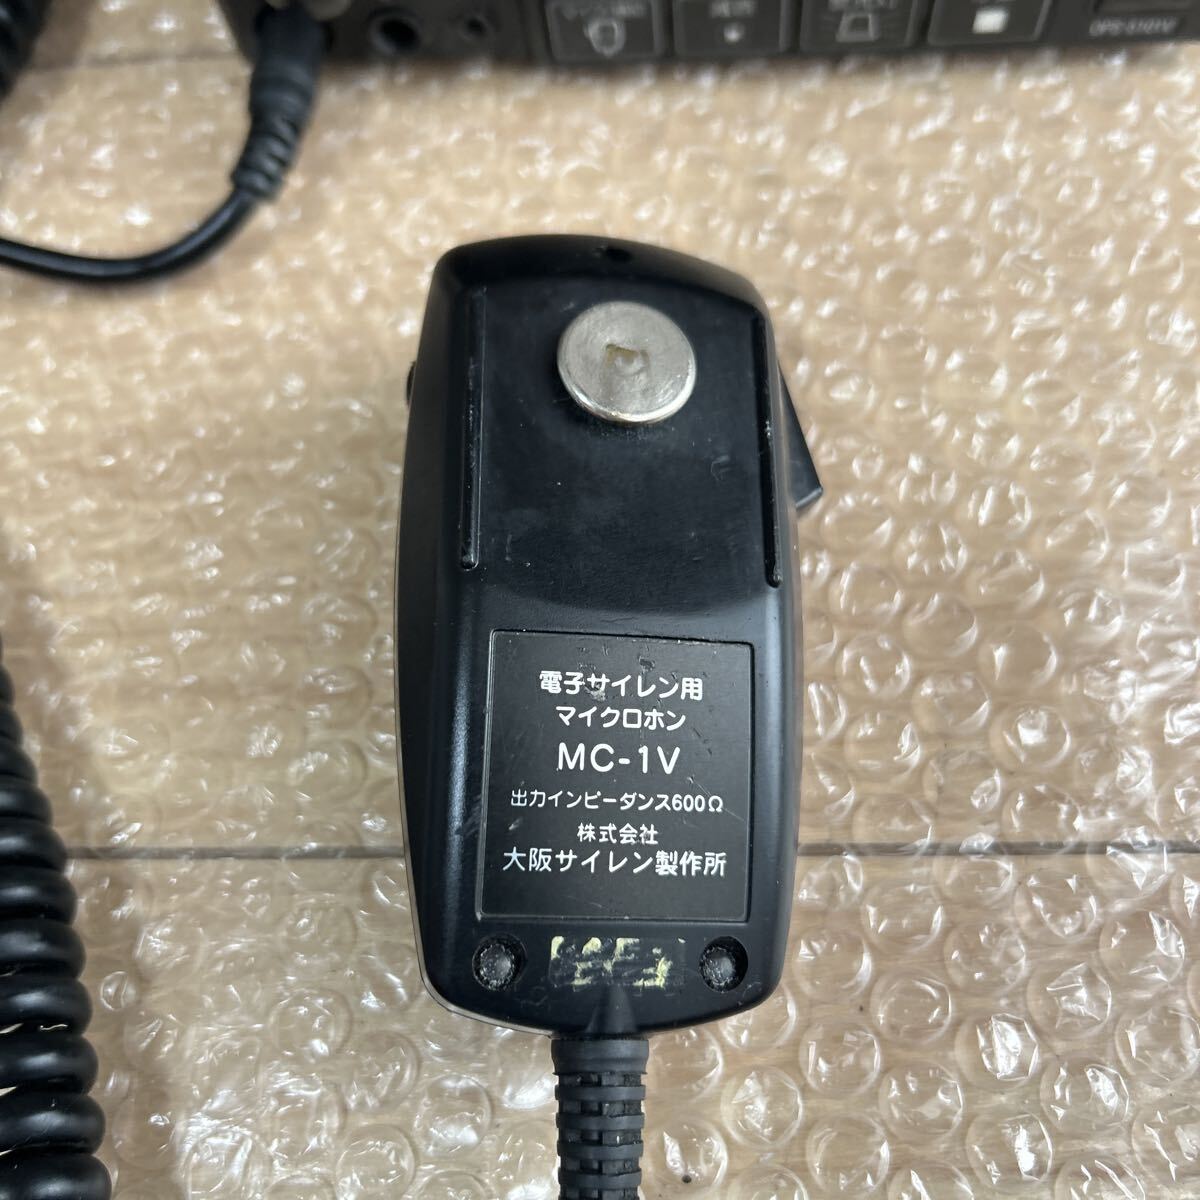 電子サイレン用
マイクロホン
MC-1V
出力インピーダンス600Ω
株式会社
大阪サイレン製作所